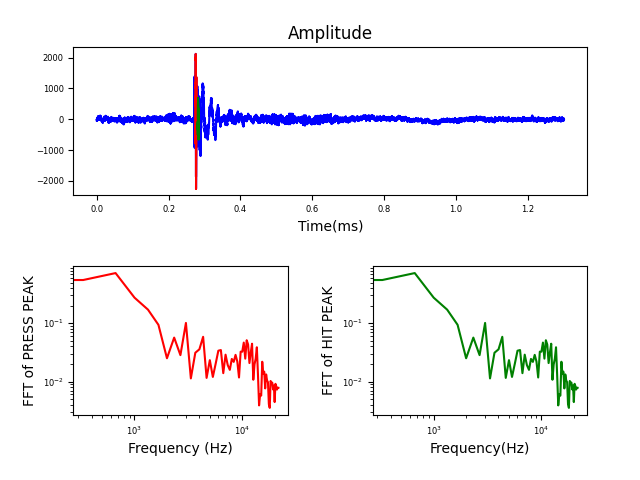 Amplitude
2000
1000
0
−1000
−2000
0.0 0.2 0.4 0.6 0.8 1.0 1.2
Time(ms)
FFT of PRESS PEAK
10⁻¹
10⁻²
10³ 10⁴
Frequency (Hz)
FFT of HIT PEAK
10⁻¹
10⁻²
10³ 10⁴
Frequency(Hz)